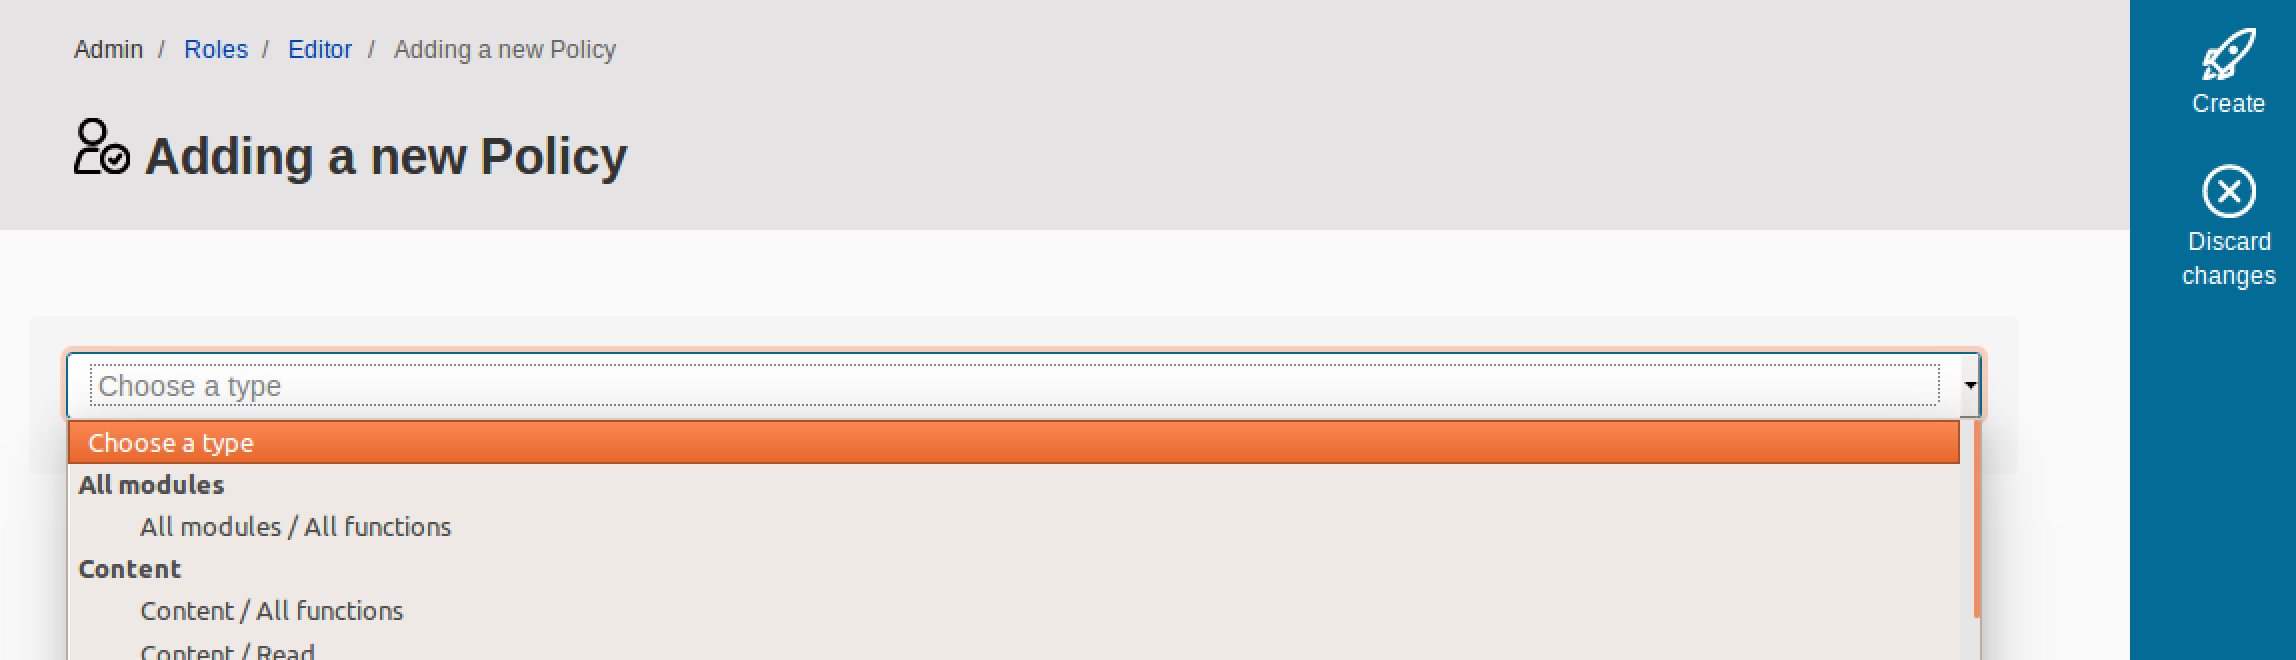 Admin / Roles / Editor / Adding a new Policy
Adding a new Policy
Create
Discard
changes
Choose a type
Choose a type
All modules
All modules / All functions
Content
Content / All functions
Content / Read